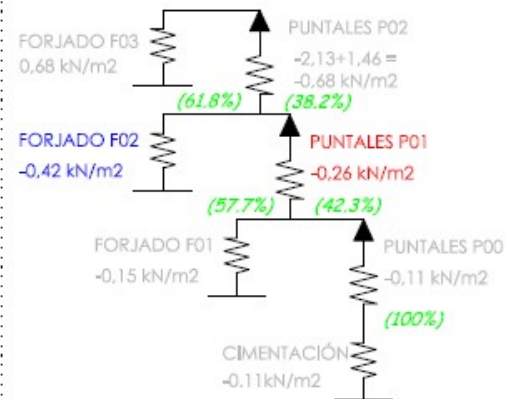 FORJADO F03
0,68 kN/m2
PUNTALES P02
-2,13+1,46 =
-0,68 kN/m2
(61.8%)
(38.2%)
FORJADO F02
-0,42 kN/m2
PUNTALES P01
-0,26 kN/m2
(57.7%)
(42.3%)
FORJADO F01
-0,15 kN/m2
PUNTALES P00
-0,11 kN/m2
(100%)
CIMENTACIÓN
-0.11kN/m2